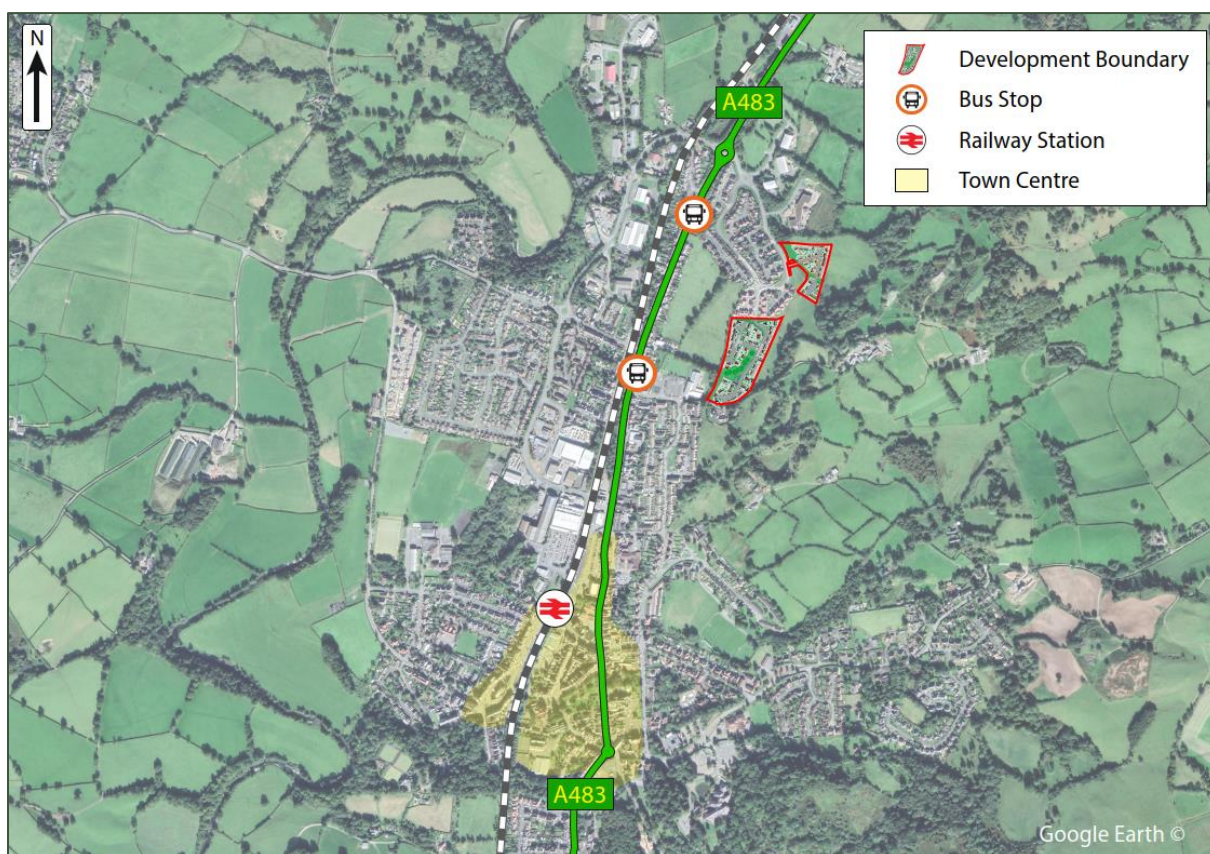 N
A483
Development Boundary
Bus Stop
Railway Station
Town Centre
A483
Google Earth ©